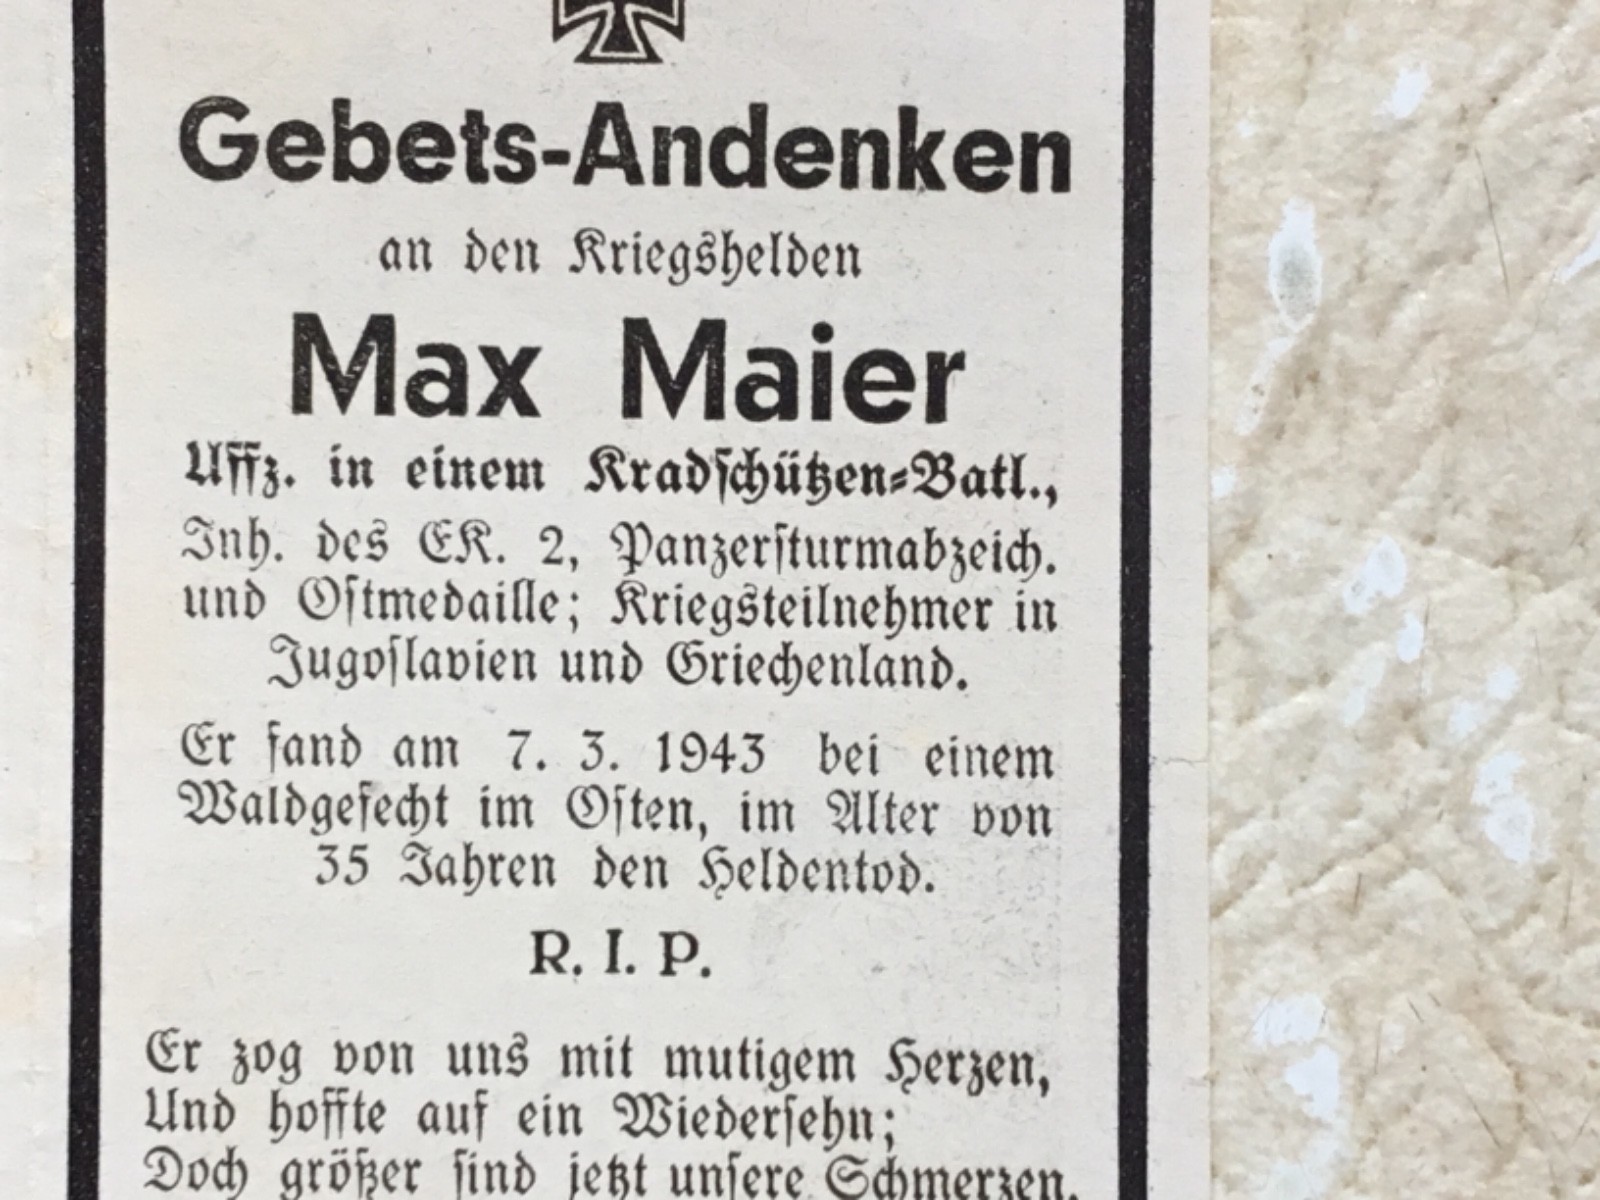 Gebets-Andenken
an den Kriegshelden
Max Maier
Uffz. in einem Kradschützen-Batl.,
Inh. des EK. 2, Panzersturmabzeich.
und Ostmedaille; Kriegsteilnehmer in
Jugoslavien und Griechenland.
Er fand am 7. 3. 1943 bei einem
Waldgefecht im Osten, im Alter von
35 Jahren den Heldentod.
R. I. P.
Er zog von uns mit mutigem Herzen,
Und hoffte auf ein Wiedersehn;
Doch größer sind jetzt unsere Schmerzen,